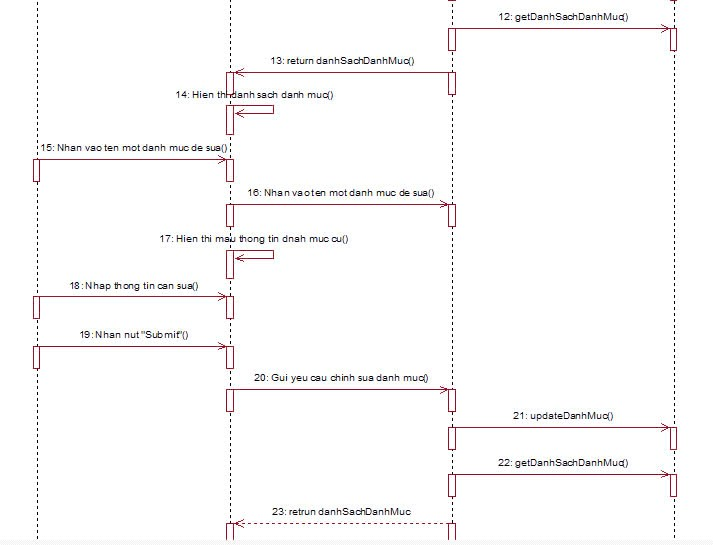 12: getDanhSachDanhMuc()
13: return danhSachDanhMuc()
14: Hien thi danh sach danh muc()
15: Nhan vao ten mot danh muc de sua()
16: Nhan vao ten mot danh muc de sua()
17: Hien thi mau thong tin dnah muc cu()
18: Nhap thong tin can sua()
19: Nhan nut "Submit"()
20: Gui yeu cau chinh sua danh muc()
21: updateDanhMuc()
22: getDanhSachDanhMuc()
23: retrun danhSachDanhMuc